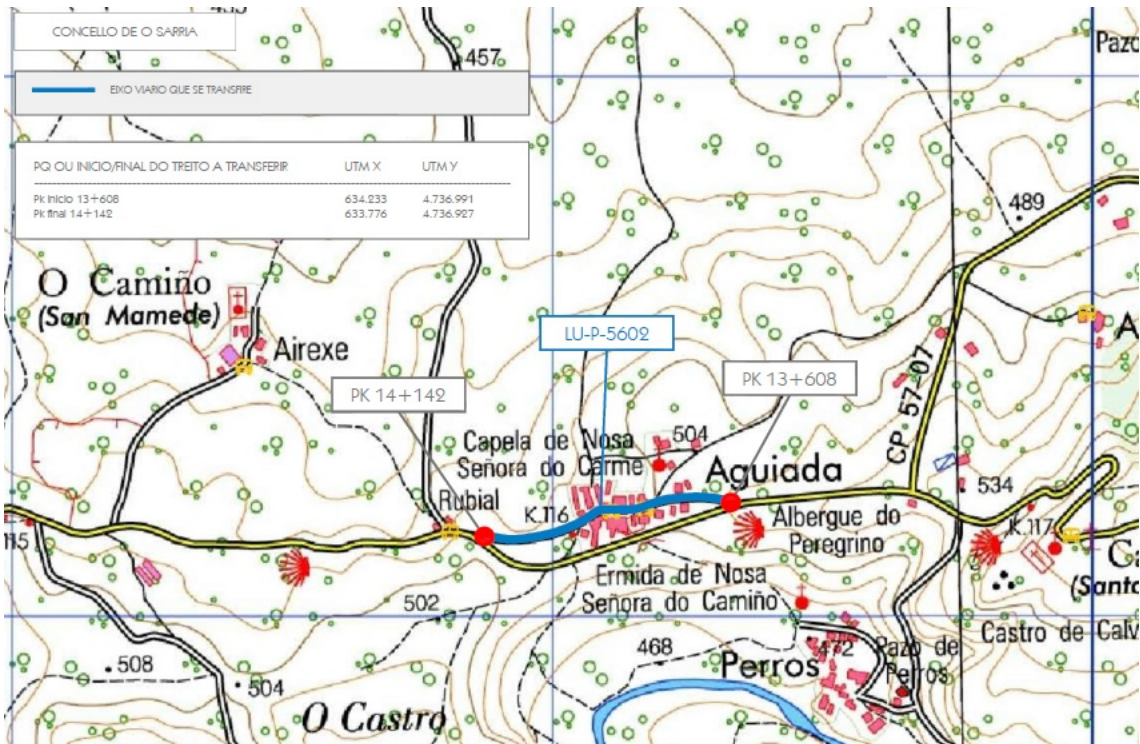 CONCELLO DE O SARRIA
EIXO VIARIO QUE SE TRANSFIRE
PQ OU INICIO/FINAL DO TREITO A TRANSFERIR UTM X UTM Y
Pk Inicio 13+608 634.233 4.736.991
Pk final 14+142 633.776 4.736.927
457
Pazo
489
O Camiño
(San Mamede)
Airexe
LU-P-5602
PK 14+142
PK 13+608
CP 57-07
A
Capela de Nosa
Señora do Carme
504
Aguiada
Rubial
K.116
534
Albergue do
Peregrino
K.117
115
Ca
(Santa
Ermida de Nosa
Señora do Camiño
502
Castro de Calv
468
472
Perros
Pazo de
Perros
508
504
O Castro